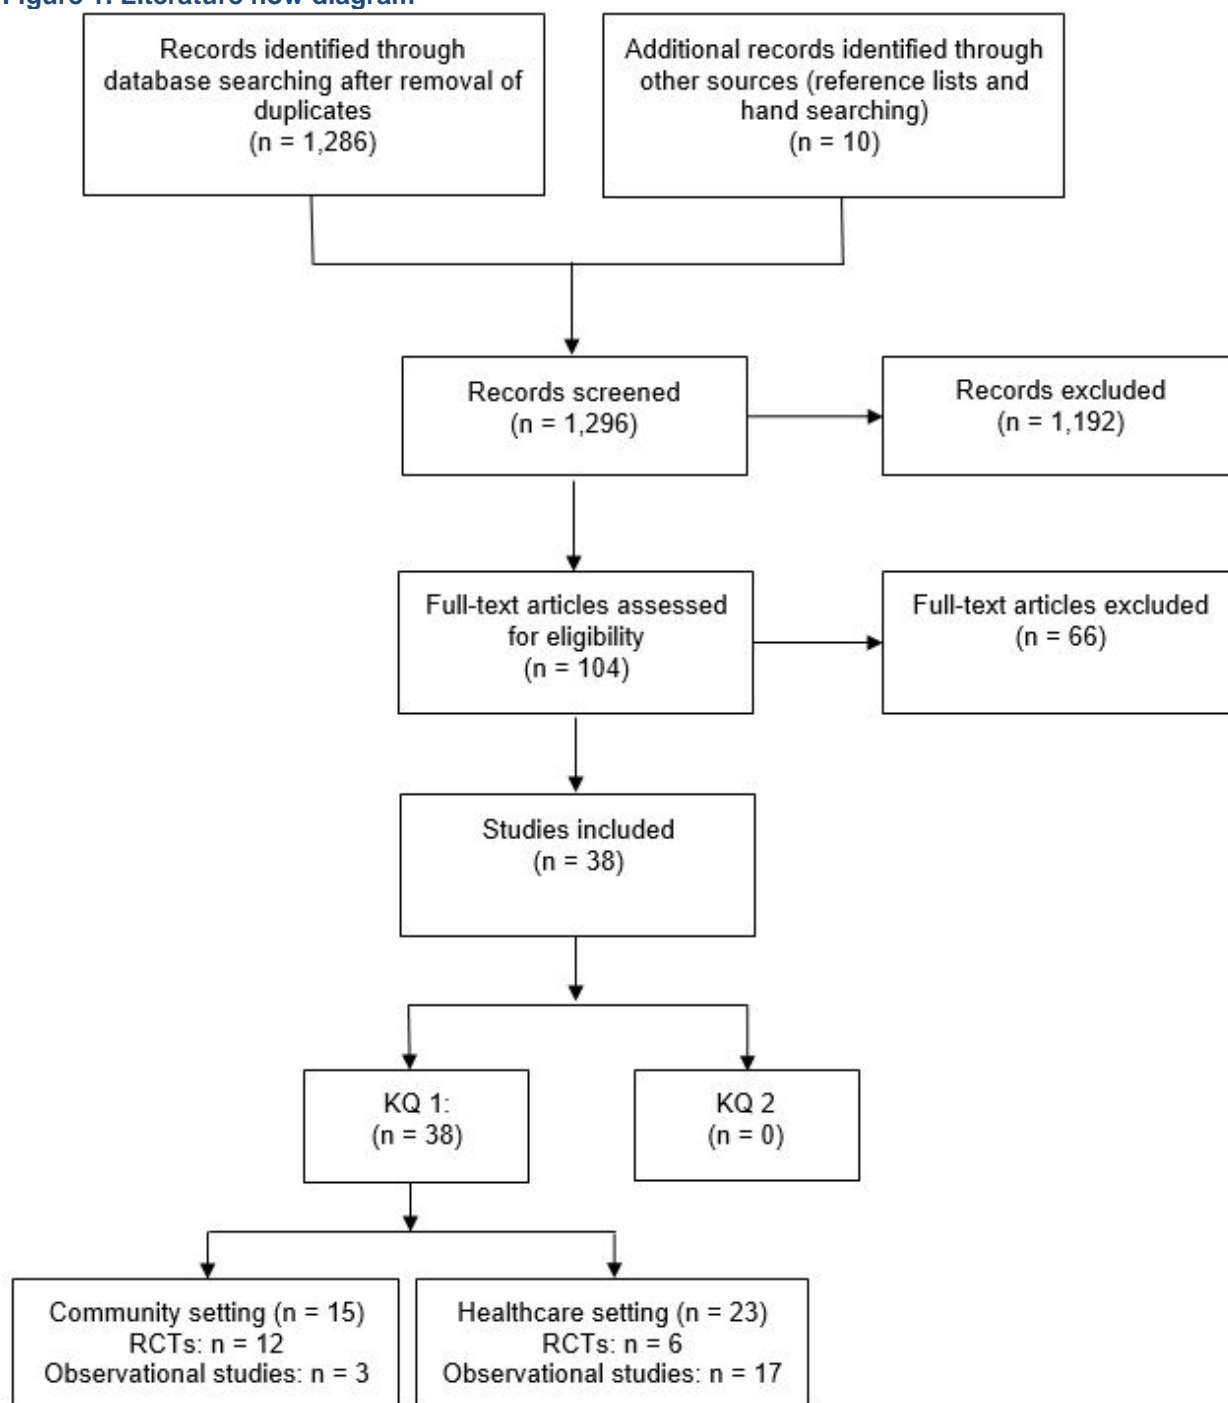 Figure 1. Literature flow diagram
Records identified through
database searching after removal of
duplicates
(n = 1,286)
Additional records identified through
other sources (reference lists and
hand searching)
(n = 10)
Records screened
(n = 1,296)
Records excluded
(n = 1,192)
Full-text articles assessed
for eligibility
(n = 104)
Full-text articles excluded
(n = 66)
Studies included
(n = 38)
KQ 1:
(n = 38)
KQ 2
(n = 0)
Community setting (n = 15)
RCTs: n = 12
Observational studies: n = 3
Healthcare setting (n = 23)
RCTs: n = 6
Observational studies: n = 17